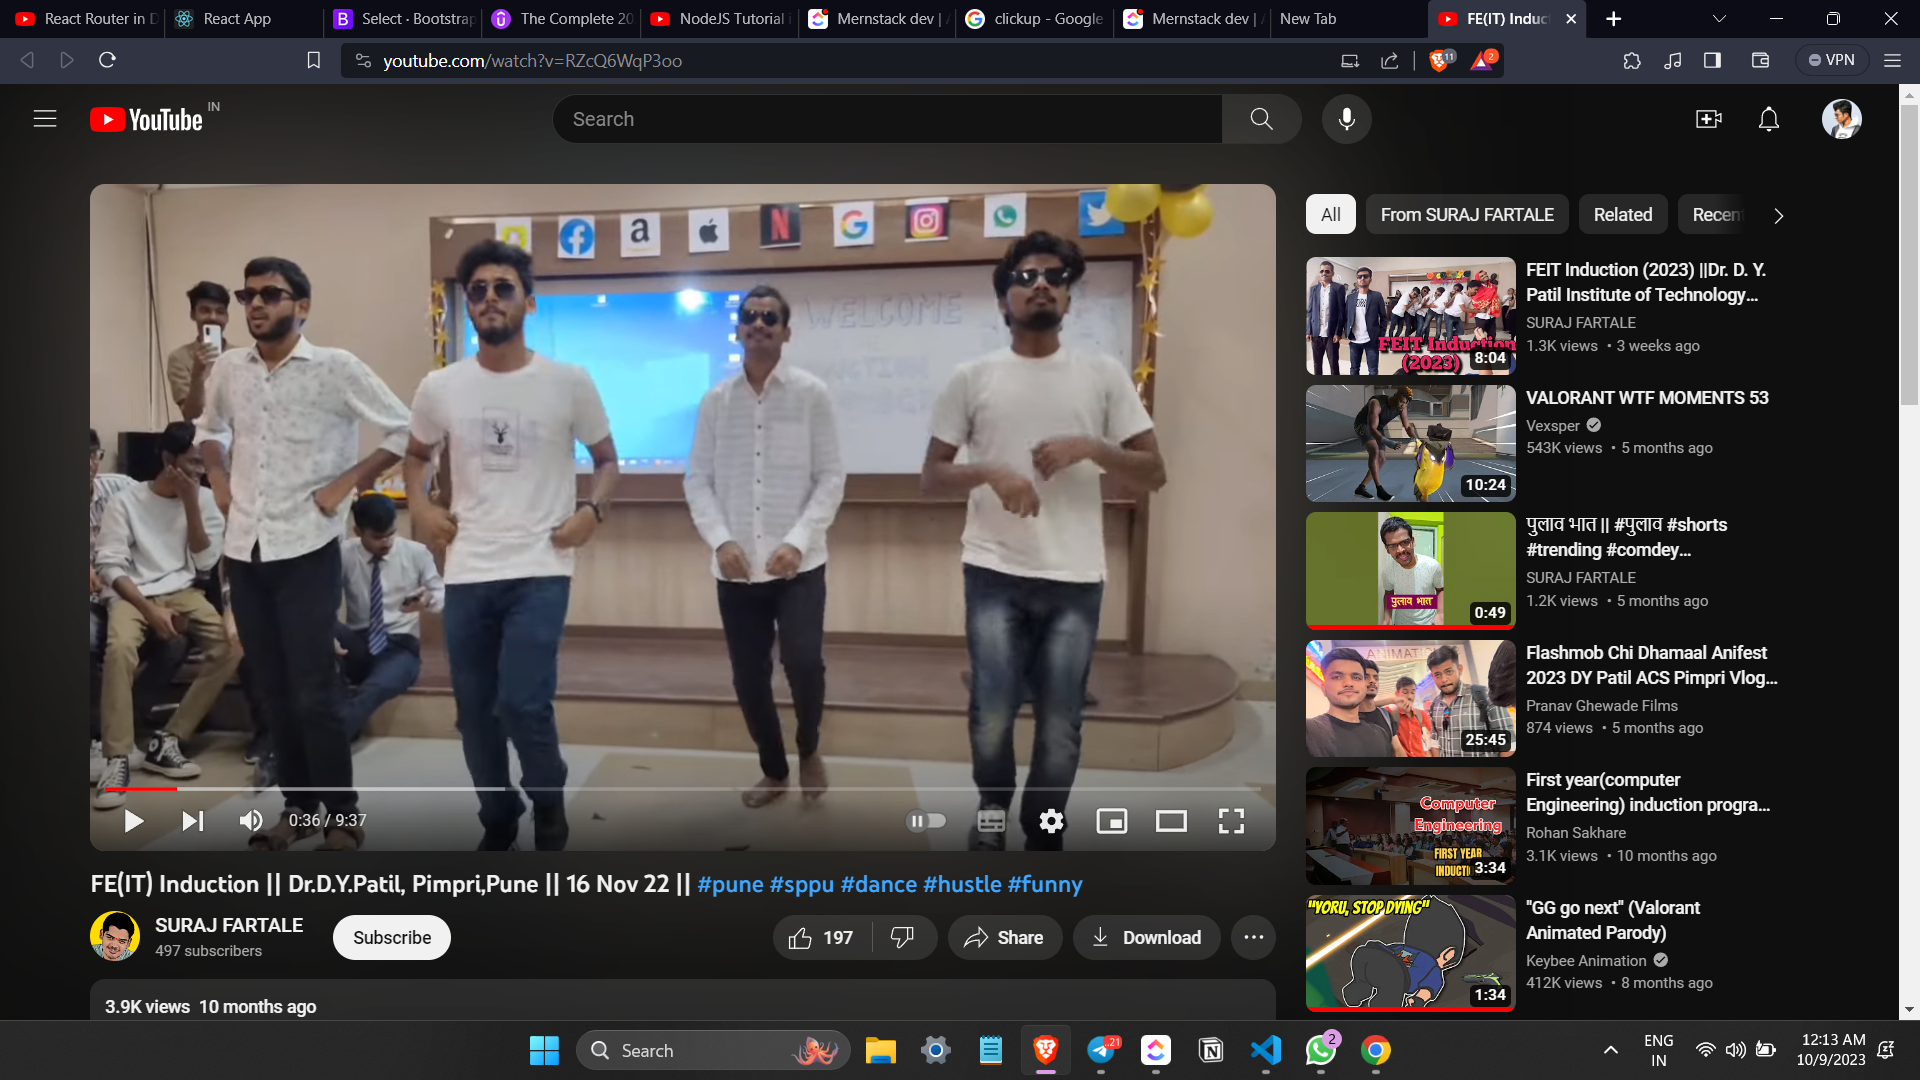 React Router in D
React App
Select · Bootstrap
The Complete 20
NodeJS Tutorial i
Mernstack dev | A
clickup - Google
Mernstack dev | A
New Tab
FE(IT) Induct
youtube.com/watch?v=RZcQ6WqP3oo
11
2
VPN
YouTube IN
Search
WELCOME
0:36 / 9:37
FE(IT) Induction || Dr.D.Y.Patil, Pimpri,Pune || 16 Nov 22 || #pune #sppu #dance #hustle #funny
SURAJ FARTALE
497 subscribers
Subscribe
197
Share
Download
3.9K views 10 months ago
All
From SURAJ FARTALE
Related
Recent
FEIT Induction
(2023)
8:04
FEIT Induction (2023) ||Dr. D. Y.
Patil Institute of Technology...
SURAJ FARTALE
1.3K views • 3 weeks ago
10:24
VALORANT WTF MOMENTS 53
Vexsper
543K views • 5 months ago
पुलाव भात
0:49
पुलाव भात || #पुलाव #shorts
#trending #comdey...
SURAJ FARTALE
1.2K views • 5 months ago
ANIMATION
25:45
Flashmob Chi Dhamaal Anifest
2023 DY Patil ACS Pimpri Vlog...
Pranav Ghewade Films
874 views • 5 months ago
Computer
Engineering
FIRST YEAR
INDUCTI
3:34
First year(computer
Engineering) induction progra...
Rohan Sakhare
3.1K views • 10 months ago
"YORU, STOP DYING"
1:34
"GG go next" (Valorant
Animated Parody)
Keybee Animation
412K views • 8 months ago
Search
21
2
ENG
IN
12:13 AM
10/9/2023